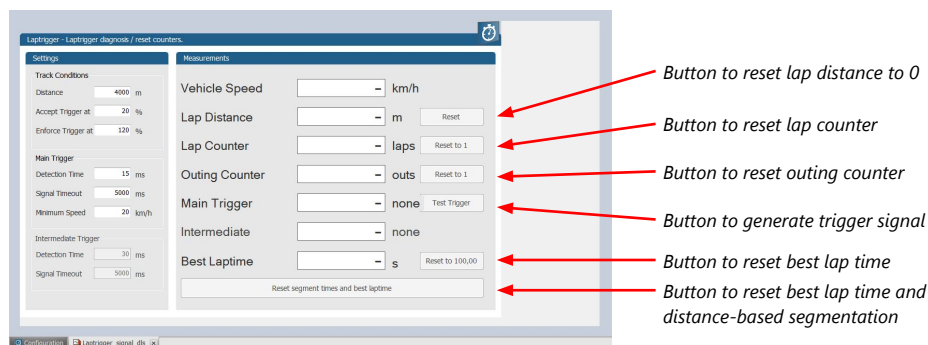 Laptrigger - Laptrigger diagnosis / reset counters.
Settings
Track Conditions
Distance 4000 m
Accept Trigger at 20 %
Enforce Trigger at 120 %
Main Trigger
Detection Time 15 ms
Signal Timeout 5000 ms
Minimum Speed 20 km/h
Intermediate Trigger
Detection Time 30 ms
Signal Timeout 5000 ms
Measurements
Vehicle Speed – km/h
Lap Distance – m Reset
Lap Counter – laps Reset to 1
Outing Counter – outs Reset to 1
Main Trigger – none Test Trigger
Intermediate – none
Best Laptime – s Reset to 100,00
Reset segment times and best laptime
Button to reset lap distance to 0
Button to reset lap counter
Button to reset outing counter
Button to generate trigger signal
Button to reset best lap time
Button to reset best lap time and
distance-based segmentation
Configuration Laptrigger_signal_dls x